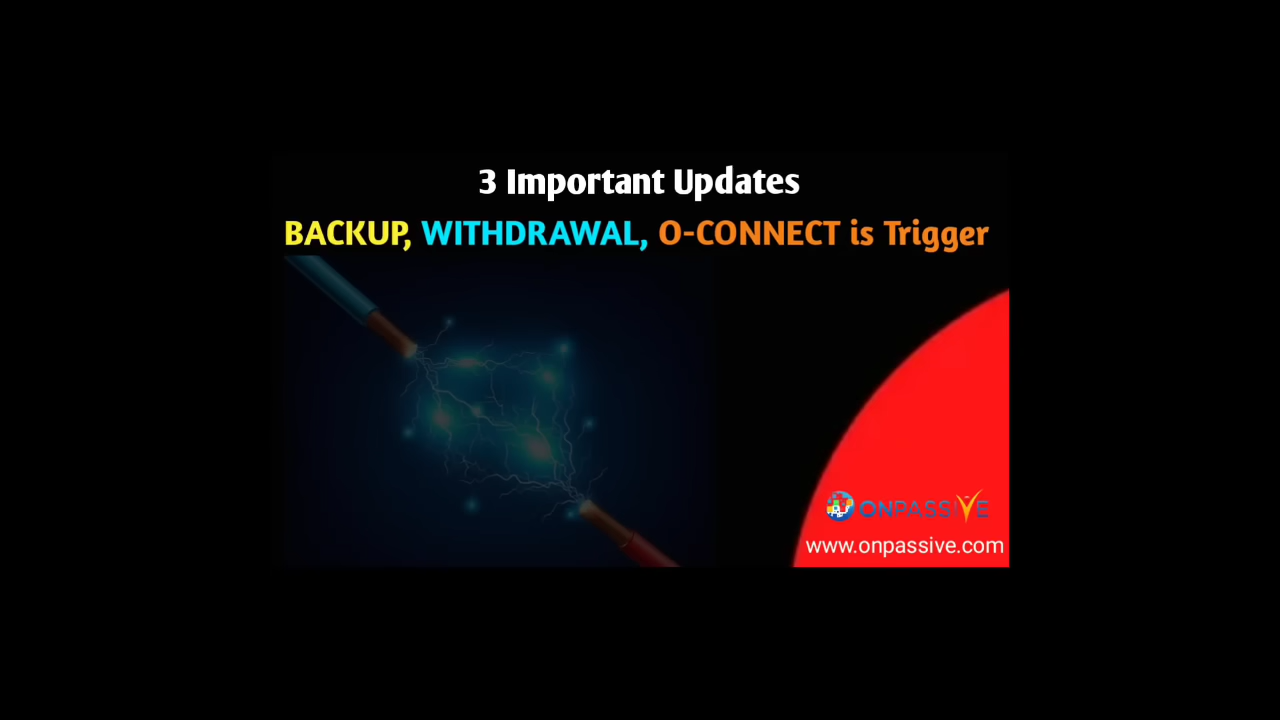 3 Important Updates
BACKUP, WITHDRAWAL, O-CONNECT is Trigger
ONPASSIVE
www.onpassive.com